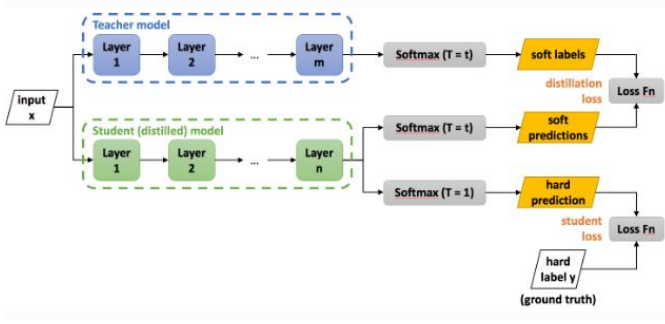 Teacher model
Layer
1
Layer
2
...
Layer
m
Softmax (T = t)
soft labels
input
x
distillation
loss
Loss Fn
Student (distilled) model
Layer
1
Layer
2
...
Layer
n
Softmax (T = t)
soft
predictions
Softmax (T = 1)
hard
prediction
student
loss
Loss Fn
hard
label y
(ground truth)